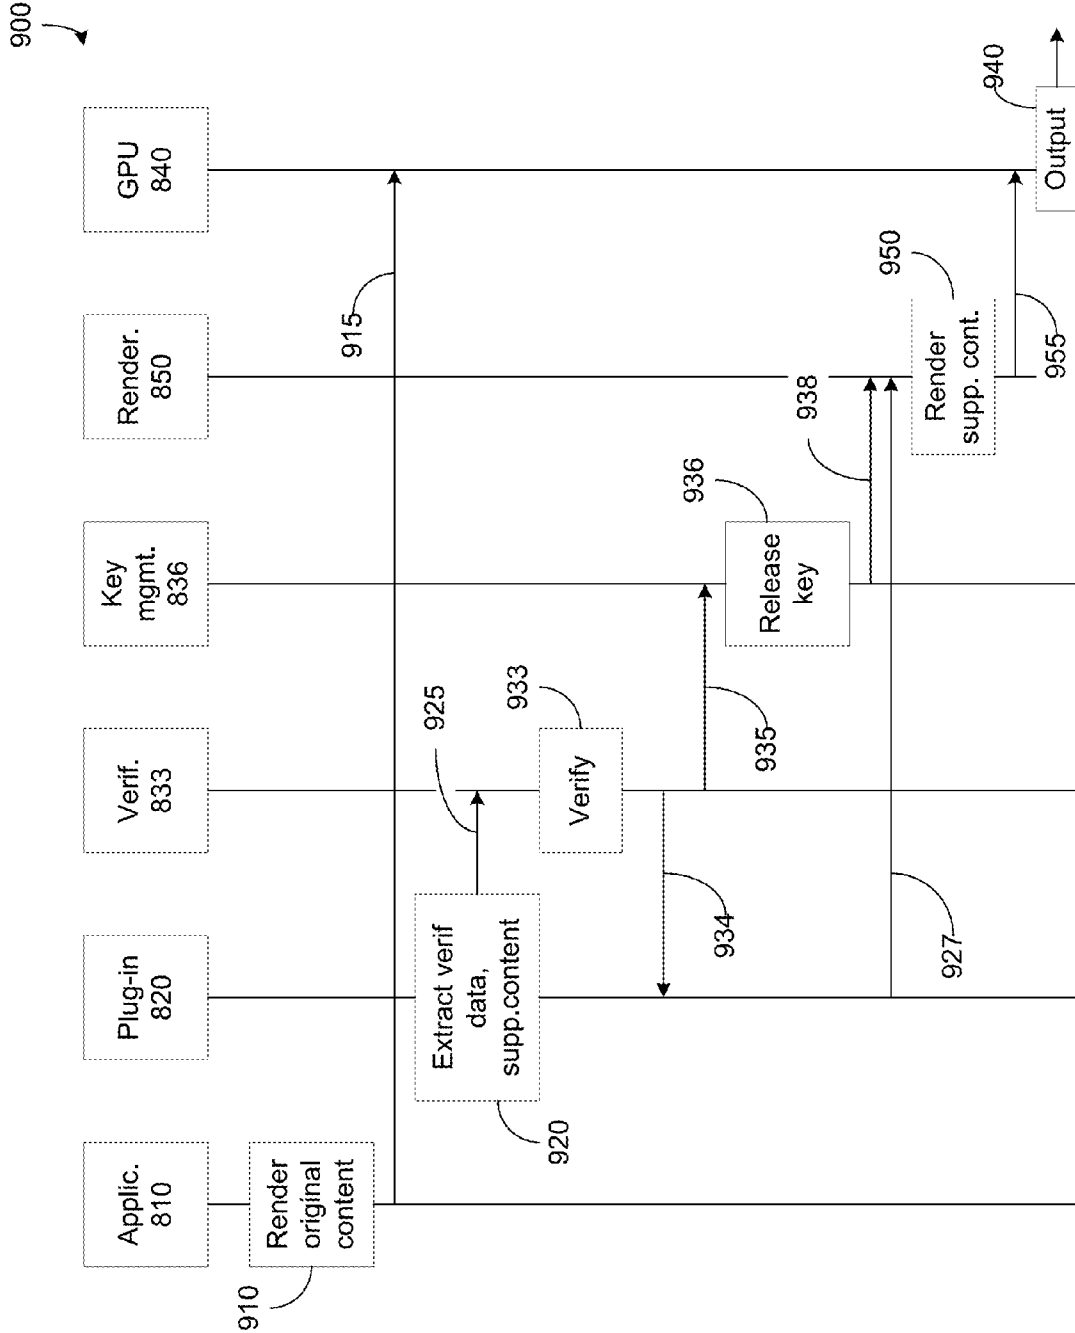 900
Applic.
810
Plug-in
820
Verif.
833
Key
mgmt.
836
Render.
850
GPU
840
910
Render
original
content
915
920
Extract verif
data,
supp.content
925
933
Verify
934
935
936
Release
key
938
927
950
Render
supp. cont.
955
940
Output